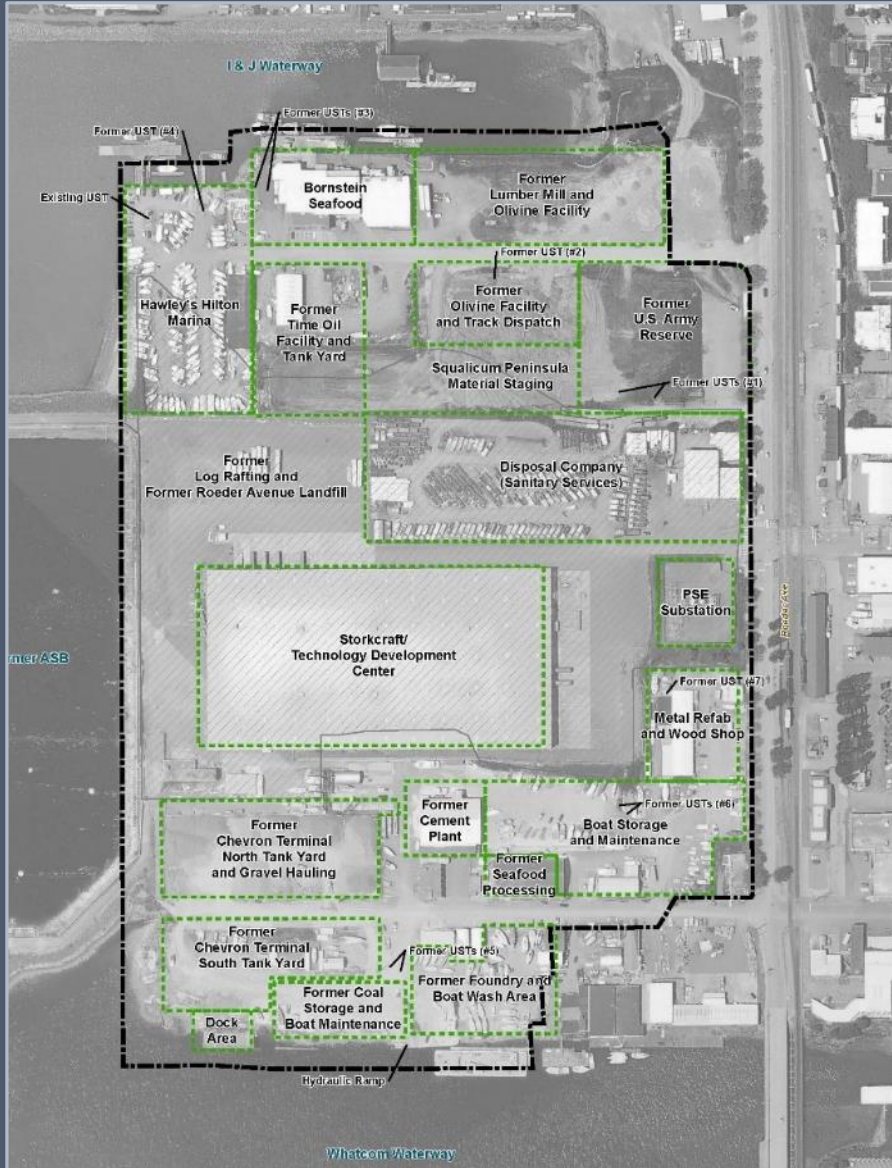 I & J Waterway
Former USTs (#3)
Former UST (#4)
Existing UST
Bornstein
Seafood
Former
Lumber Mill and
Olivine Facility
Former UST (#2)
Hawley's Hilton
Marina
Former
Time Oil
Facility and
Tank Yard
Former
Olivine Facility
and Track Dispatch
Former
U.S. Army
Reserve
Squalicum Peninsula
Material Staging
Former USTs (#1)
Former
Log Rafting and
Former Roeder Avenue Landfill
Disposal Company
(Sanitary Services)
PSE
Substation
Roeder Ave
Storkcraft/
Technology Development
Center
rmer ASB
Former UST (#7)
Metal Refab
and Wood Shop
Former
Cement
Plant
Former USTs (#6)
Boat Storage
and Maintenance
Former
Chevron Terminal
North Tank Yard
and Gravel Hauling
Former
Seafood
Processing
Former
Chevron Terminal
South Tank Yard
Former USTs (#5)
Former Foundry and
Boat Wash Area
Former Coal
Storage and
Boat Maintenance
Dock
Area
Hydraulic Ramp
Whatcom Waterway